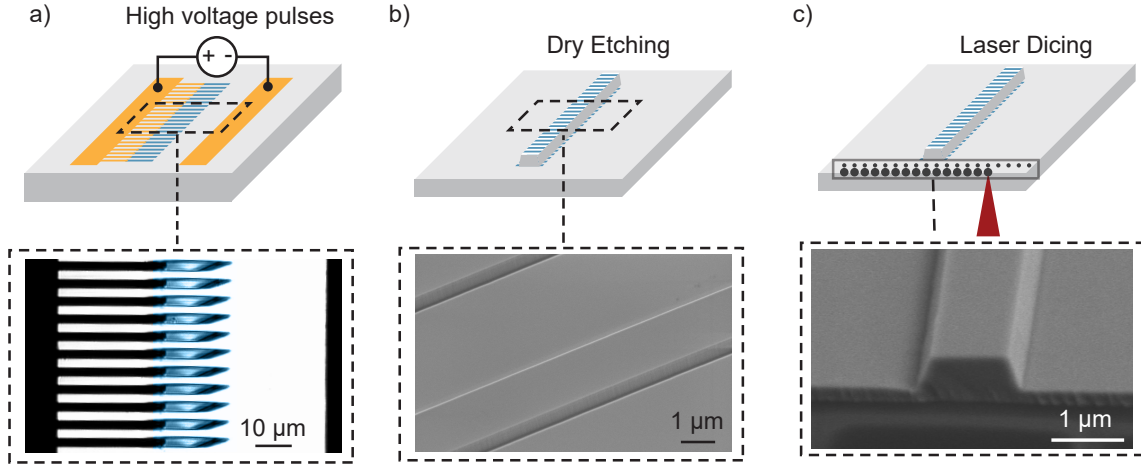 a)
High voltage pulses
+ -
10 µm
b)
Dry Etching
1 µm
c)
Laser Dicing
1 µm